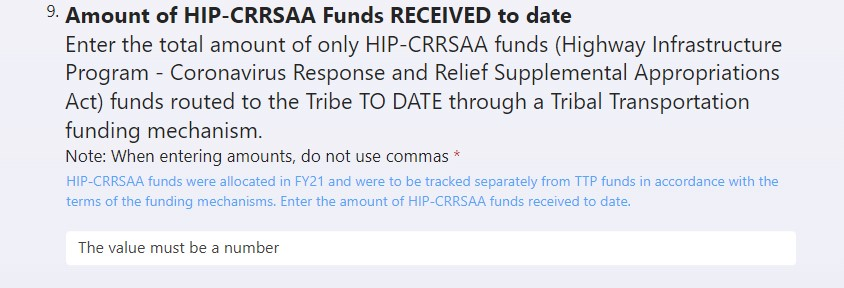 9. Amount of HIP-CRRSAA Funds RECEIVED to date
Enter the total amount of only HIP-CRRSAA funds (Highway Infrastructure
Program - Coronavirus Response and Relief Supplemental Appropriations
Act) funds routed to the Tribe TO DATE through a Tribal Transportation
funding mechanism.
Note: When entering amounts, do not use commas *
HIP-CRRSAA funds were allocated in FY21 and were to be tracked separately from TTP funds in accordance with the
terms of the funding mechanisms. Enter the amount of HIP-CRRSAA funds received to date.
The value must be a number